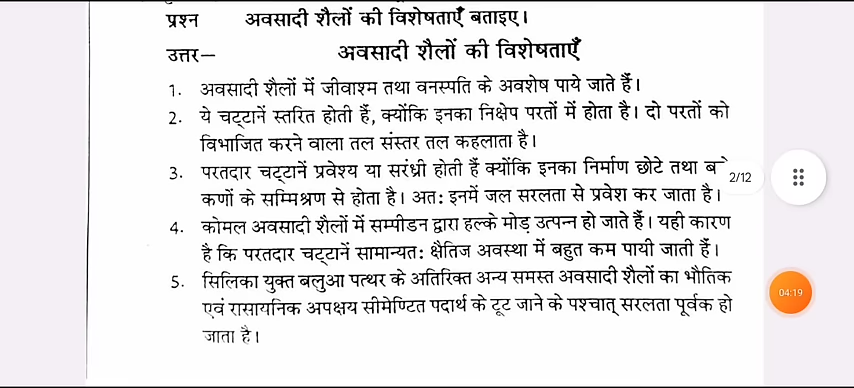 प्रश्न अवसादी शैलों की विशेषताएँ बताइए।
उत्तर— अवसादी शैलों की विशेषताएँ
1. अवसादी शैलों में जीवाश्म तथा वनस्पति के अवशेष पाये जाते हैं।
2. ये चट्टानें स्तरित होती हैं, क्योंकि इनका निक्षेप परतों में होता है। दो परतों को
विभाजित करने वाला तल संस्तर तल कहलाता है।
3. परतदार चट्टानें प्रवेश्य या सरंध्री होती हैं क्योंकि इनका निर्माण छोटे तथा
2/12
कणों के सम्मिश्रण से होता है। अतः इनमें जल सरलता से प्रवेश कर जाता है।
4. कोमल अवसादी शैलों में सम्पीडन द्वारा हल्के मोड़ उत्पन्न हो जाते हैं। यही कारण
है कि परतदार चट्टानें सामान्यतः क्षैतिज अवस्था में बहुत कम पायी जाती हैं।
5. सिलिका युक्त बलुआ पत्थर के अतिरिक्त अन्य समस्त अवसादी शैलों का भौतिक
04:19
एवं रासायनिक अपक्षय सीमेण्टित पदार्थ के टूट जाने के पश्चात् सरलता पूर्वक हो
जाता है।